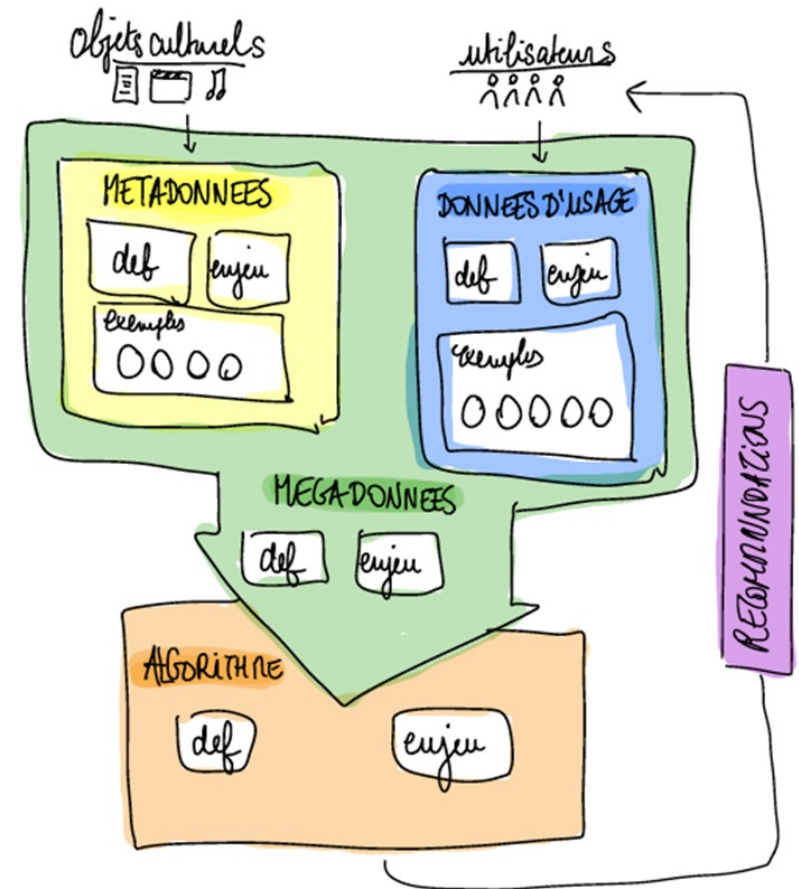 Objets culturels
utilisateurs
METADONNEES
def
enjeu
exemples
DONNEES D'USAGE
def
enjeu
exemples
MEGADONNEES
def
enjeu
ALGORITHME
def
enjeu
RECOMMANDATIONS